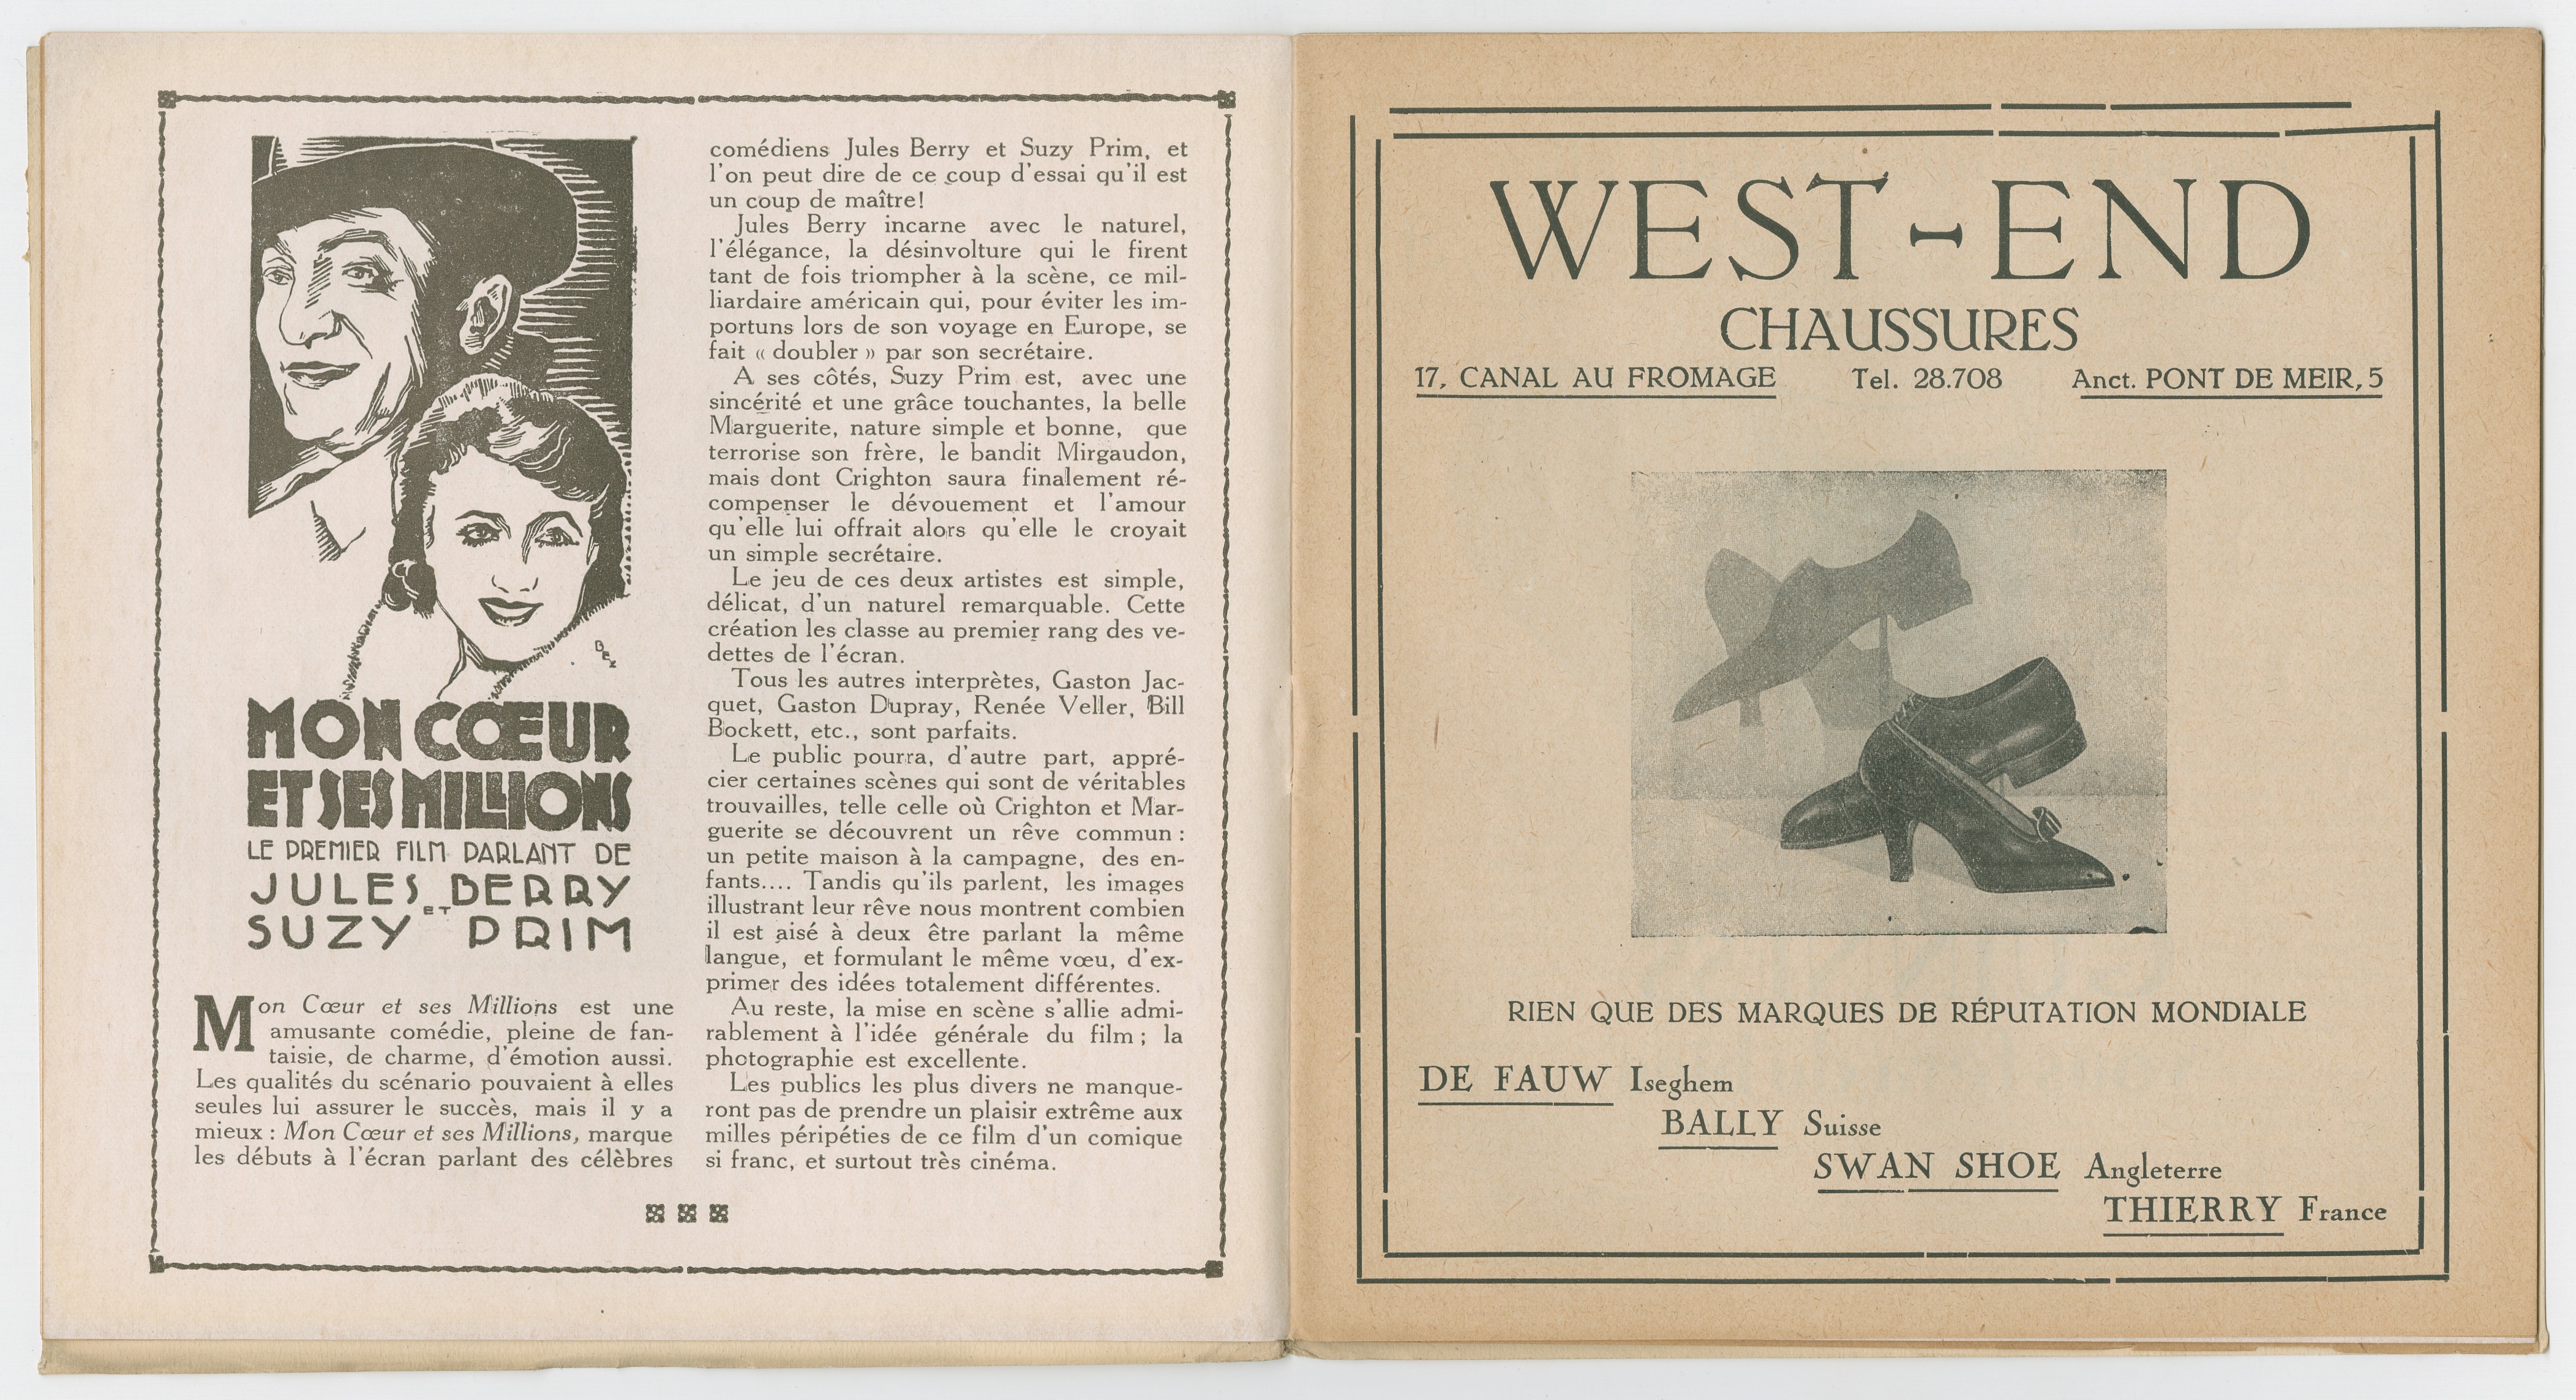 Bex
MON CŒUR
ET SES MILLIONS
LE PREMIER FILM PARLANT DE
JULES BERRY
ET
SUZY PRIM
Mon Cœur et ses Millions est une
amusante comédie, pleine de fan-
taisie, de charme, d'émotion aussi.
Les qualités du scénario pouvaient à elles
seules lui assurer le succès, mais il y a
mieux : Mon Cœur et ses Millions, marque
les débuts à l'écran parlant des célèbres
comédiens Jules Berry et Suzy Prim, et
l'on peut dire de ce coup d'essai qu'il est
un coup de maître!
Jules Berry incarne avec le naturel,
l'élégance, la désinvolture qui le firent
tant de fois triompher à la scène, ce mil-
liardaire américain qui, pour éviter les im-
portuns lors de son voyage en Europe, se
fait « doubler » par son secrétaire.
A ses côtés, Suzy Prim est, avec une
sincérité et une grâce touchantes, la belle
Marguerite, nature simple et bonne, que
terrorise son frère, le bandit Mirgaudon,
mais dont Crighton saura finalement ré-
compenser le dévouement et l'amour
qu'elle lui offrait alors qu'elle le croyait
un simple secrétaire.
Le jeu de ces deux artistes est simple,
délicat, d'un naturel remarquable. Cette
création les classe au premier rang des ve-
dettes de l'écran.
Tous les autres interprètes, Gaston Jac-
quet, Gaston Dupray, Renée Veller, Bill
Bockett, etc., sont parfaits.
Le public pourra, d'autre part, appré-
cier certaines scènes qui sont de véritables
trouvailles, telle celle où Crighton et Mar-
guerite se découvrent un rêve commun :
un petite maison à la campagne, des en-
fants.... Tandis qu'ils parlent, les images
illustrant leur rêve nous montrent combien
il est aisé à deux être parlant la même
langue, et formulant le même vœu, d'ex-
primer des idées totalement différentes.
Au reste, la mise en scène s'allie admi-
rablement à l'idée générale du film ; la
photographie est excellente.
Les publics les plus divers ne manque-
ront pas de prendre un plaisir extrême aux
milles péripéties de ce film d'un comique
si franc, et surtout très cinéma.
WEST-END
CHAUSSURES
17, CANAL AU FROMAGE Tel. 28.708 Anct. PONT DE MEIR, 5
RIEN QUE DES MARQUES DE RÉPUTATION MONDIALE
DE FAUW Iseghem
BALLY Suisse
SWAN SHOE Angleterre
THIERRY France